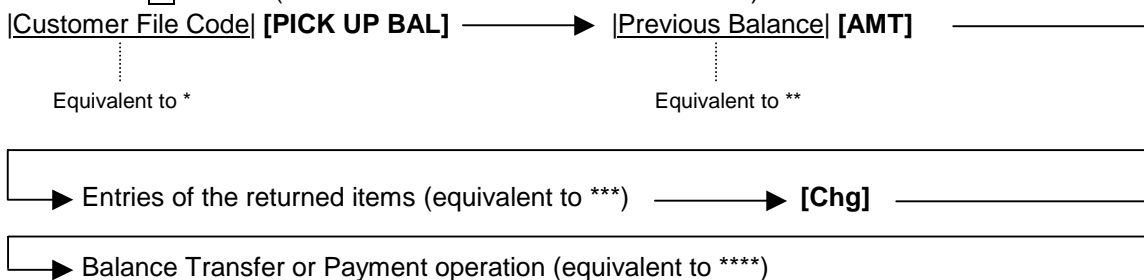 |Customer File Code| [PICK UP BAL] |Previous Balance| [AMT]
Equivalent to * Equivalent to **
Entries of the returned items (equivalent to ***) [Chg]
Balance Transfer or Payment operation (equivalent to ****)